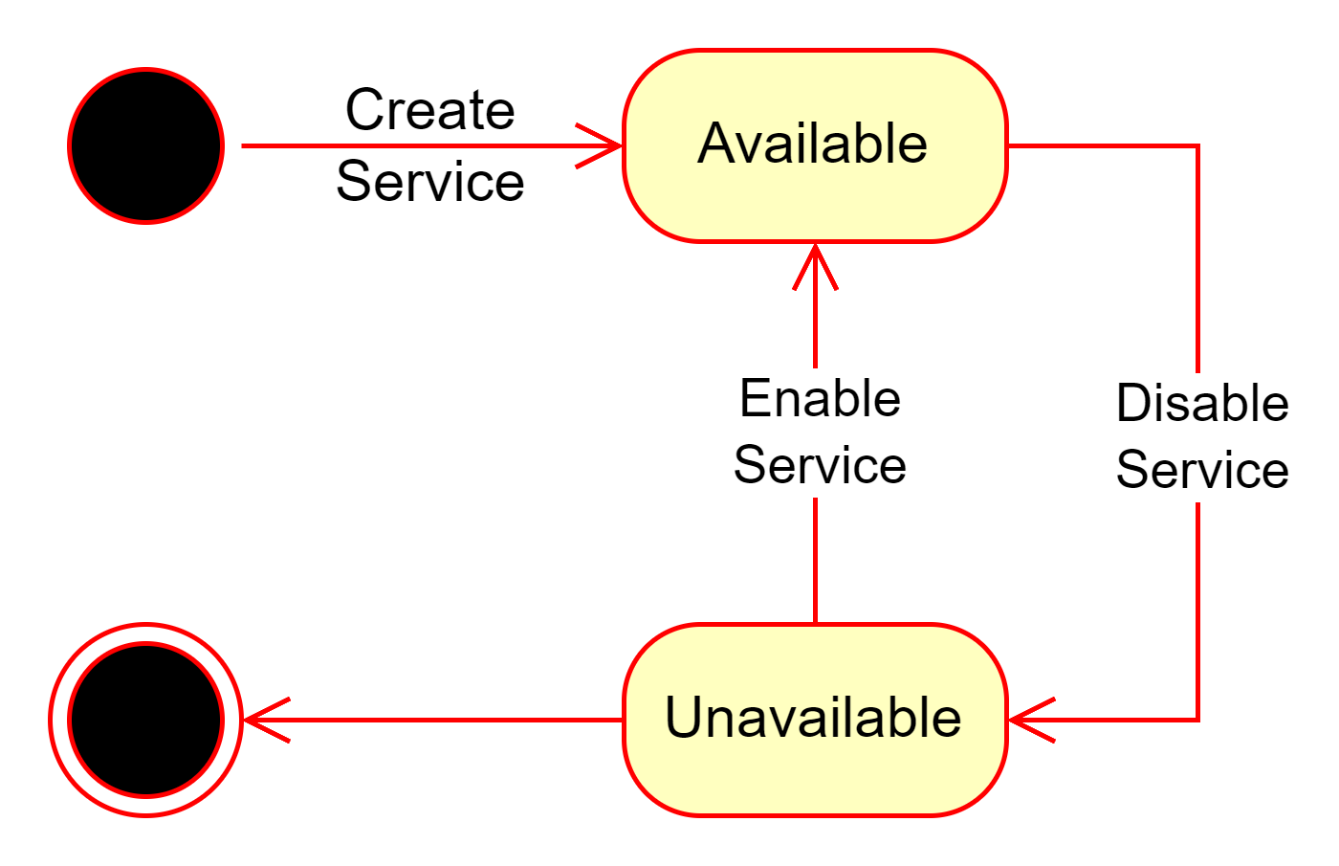 Create
Service
Available
Enable
Service
Disable
Service
Unavailable